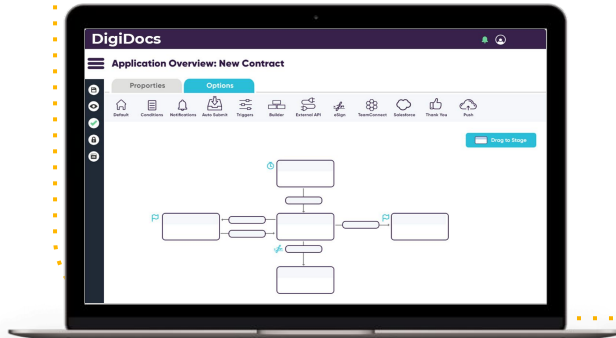 DigiDocs
Application Overview: New Contract
Properties Options
Default Conditions Notifications Auto Submit Triggers Builder External API eSign TeamConnect Salesforce Thank You Push
Drag to Stage